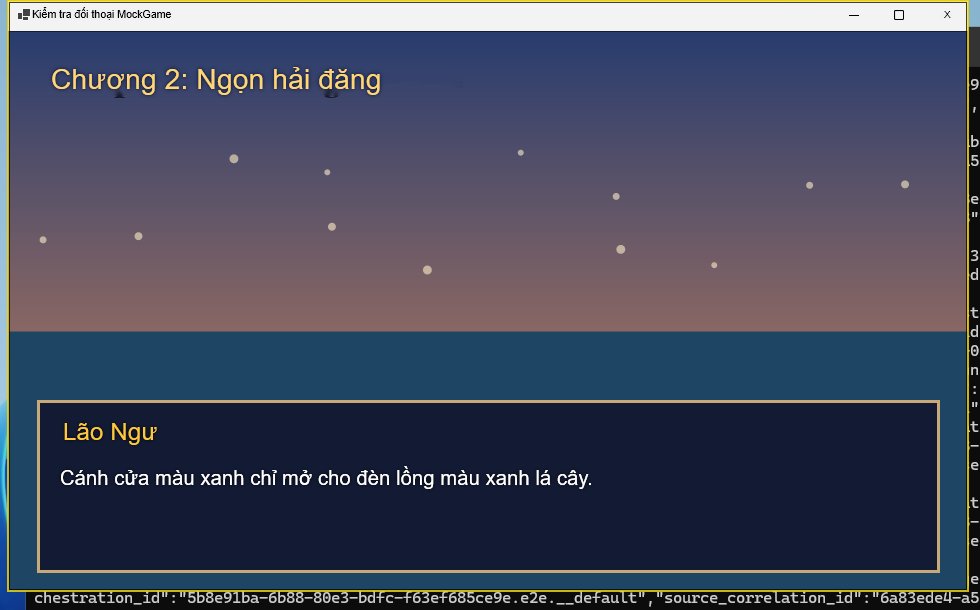 Kiểm tra đối thoại MockGame
Chương 2: Ngọn hải đăng
Lão Ngư
Cánh cửa màu xanh chỉ mở cho đèn lồng màu xanh lá cây.
chestration_id":"5b8e91ba-6b88-80e3-bdfc-f63ef685ce9e.e2e.__default","source_correlation_id":"6a83ede4-a6